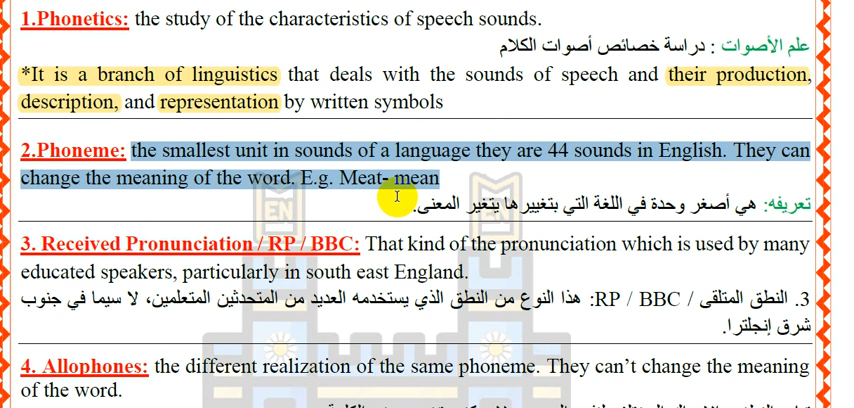 1.Phonetics: the study of the characteristics of speech sounds.
علم الأصوات : دراسة خصائص أصوات الكلام
*It is a branch of linguistics that deals with the sounds of speech and their production,
description, and representation by written symbols
2.Phoneme: the smallest unit in sounds of a language they are 44 sounds in English. They can
change the meaning of the word. E.g. Meat- mean
تعريفه: هي أصغر وحدة في اللغة التي بتغييرها يتغير المعنى.
3. Received Pronunciation / RP / BBC: That kind of the pronunciation which is used by many
educated speakers, particularly in south east England.
3. النطق المتلقى / RP / BBC: هذا النوع من النطق الذي يستخدمه العديد من المتحدثين المتعلمين، لا سيما في جنوب
شرق إنجلترا.
4. Allophones: the different realization of the same phoneme. They can’t change the meaning
of the word.
EN
EN